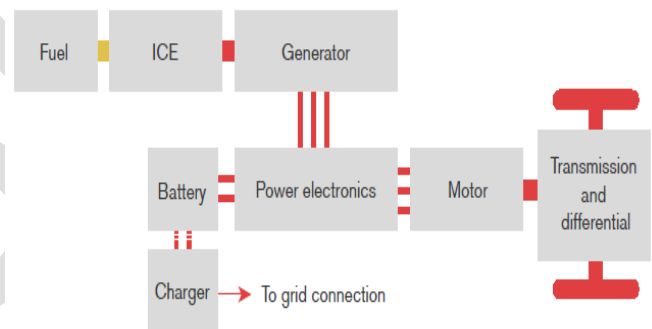 Fuel
ICE
Generator
Battery
Power electronics
Motor
Transmission
and
differential
Charger
To grid connection